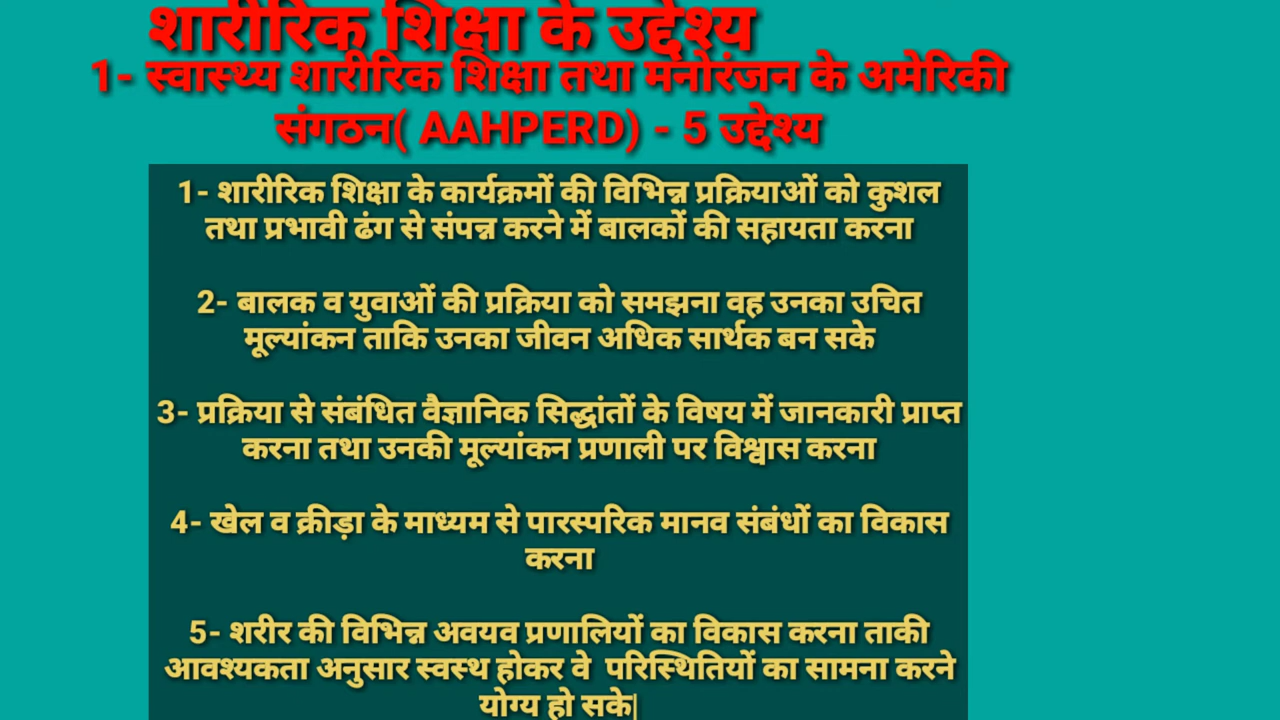 शारीरिक शिक्षा के उद्देश्य
1- स्वास्थ्य शारीरिक शिक्षा तथा मनोरंजन के अमेरिकी
संगठन( AAHPERD) - 5 उद्देश्य
1- शारीरिक शिक्षा के कार्यक्रमों की विभिन्न प्रक्रियाओं को कुशल
तथा प्रभावी ढंग से संपन्न करने में बालकों की सहायता करना
2- बालक व युवाओं की प्रक्रिया को समझना वह उनका उचित
मूल्यांकन ताकि उनका जीवन अधिक सार्थक बन सके
3- प्रक्रिया से संबंधित वैज्ञानिक सिद्धांतों के विषय में जानकारी प्राप्त
करना तथा उनकी मूल्यांकन प्रणाली पर विश्वास करना
4- खेल व क्रीड़ा के माध्यम से पारस्परिक मानव संबंधों का विकास
करना
5- शरीर की विभिन्न अवयव प्रणालियों का विकास करना ताकी
आवश्यकता अनुसार स्वस्थ होकर वे परिस्थितियों का सामना करने
योग्य हो सके|